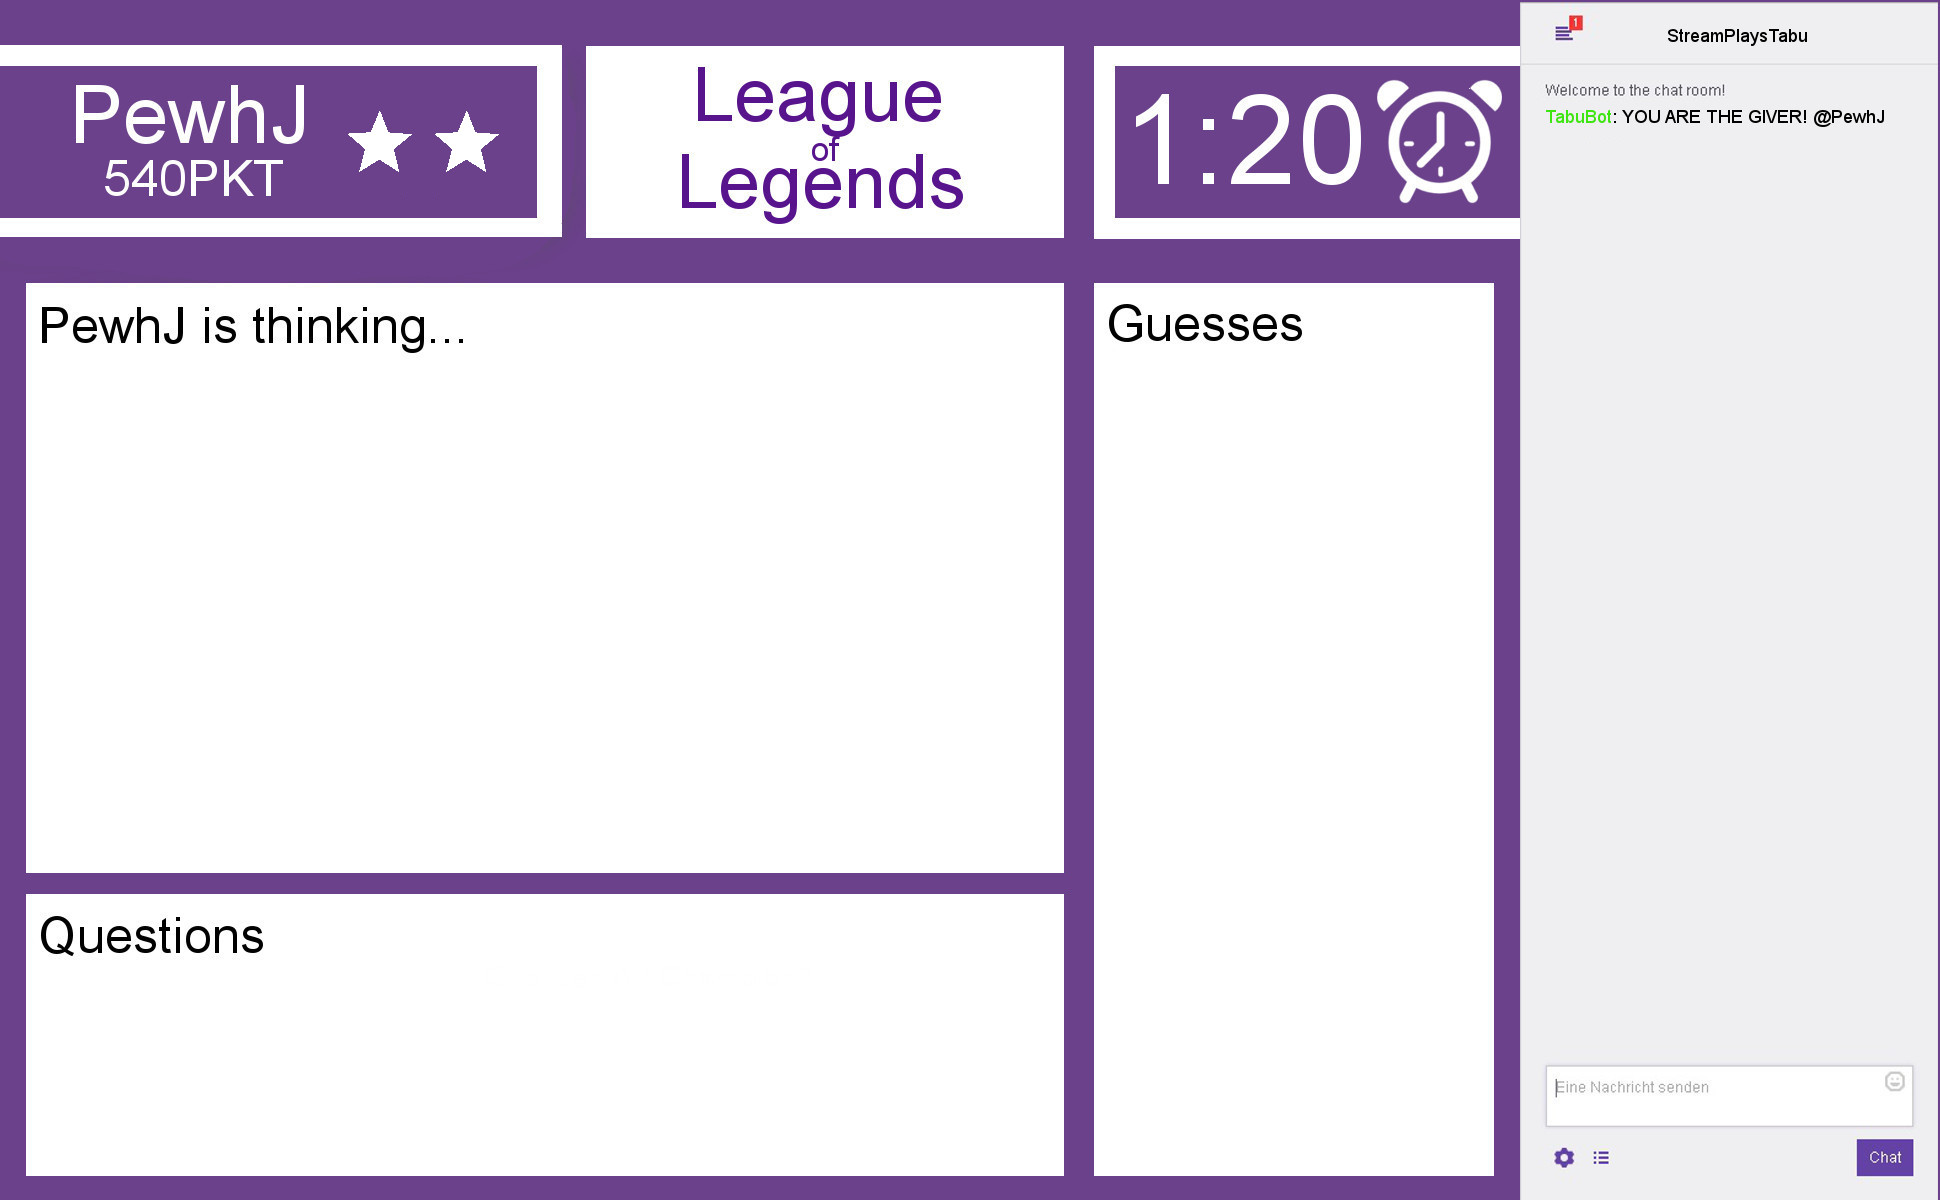 PewhJ
540PKT
League
of
Legends
1:20
PewhJ is thinking...
Guesses
Questions
1
StreamPlaysTabu
Welcome to the chat room!
TabuBot: YOU ARE THE GIVER! @PewhJ
Eine Nachricht senden
Chat